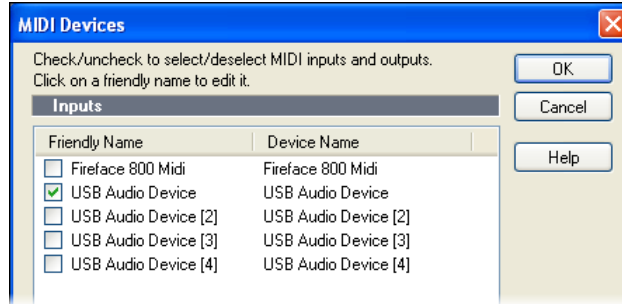 MIDI Devices
Check/uncheck to select/deselect MIDI inputs and outputs.
Click on a friendly name to edit it.
OK
Cancel
Help
Inputs
Friendly Name Device Name
Fireface 800 Midi Fireface 800 Midi
USB Audio Device USB Audio Device
USB Audio Device [2] USB Audio Device [2]
USB Audio Device [3] USB Audio Device [3]
USB Audio Device [4] USB Audio Device [4]